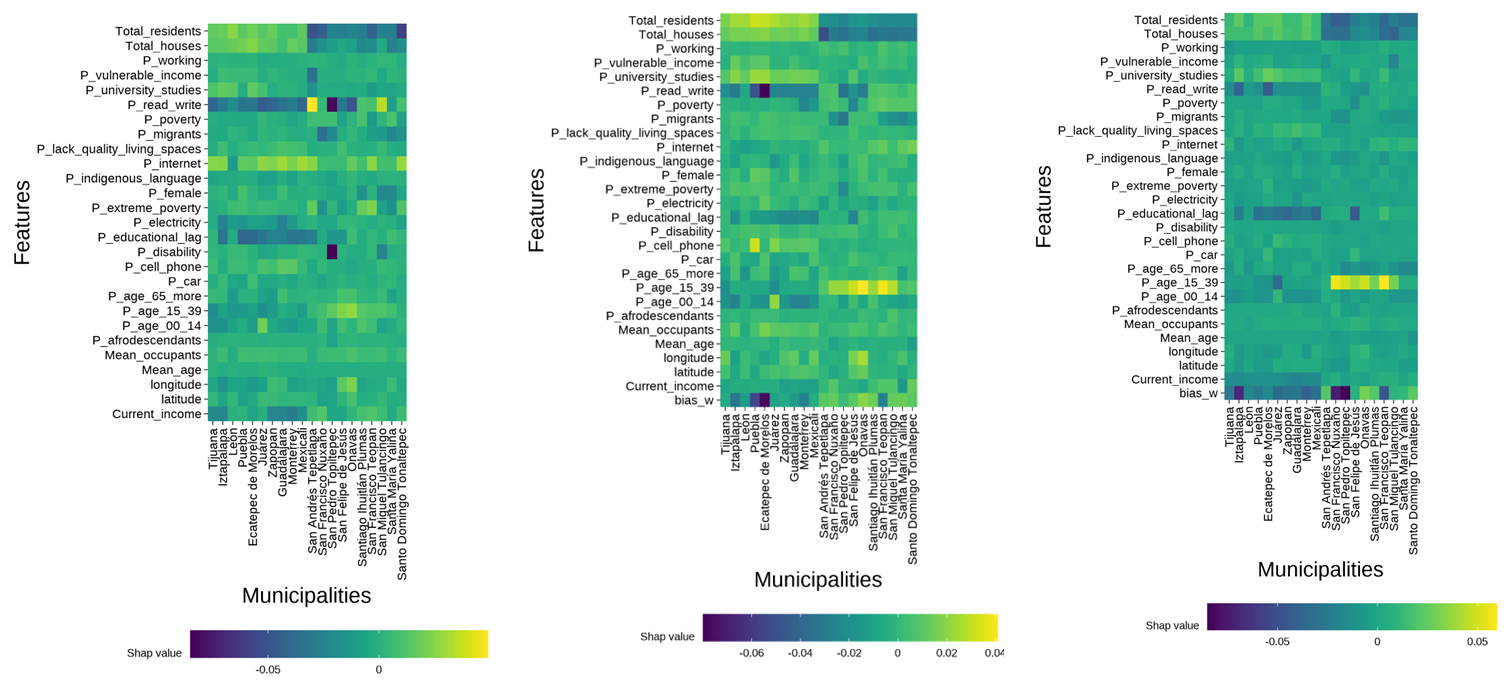 Total_residents
Total_houses
P_working
P_vulnerable_income
P_university_studies
P_read_write
P_poverty
P_migrants
P_lack_quality_living_spaces
P_internet
P_indigenous_language
P_female
P_extreme_poverty
P_electricity
P_educational_lag
P_disability
P_cell_phone
P_car
P_age_65_more
P_age_15_39
P_age_00_14
P_afrodescendants
Mean_occupants
Mean_age
longitude
latitude
Current_income
Features
Tijuana
Iztapalapa
León
Puebla
Ecatepec de Morelos
Juárez
Zapopan
Guadalajara
Monterrey
Mexicali
San Andrés Tepetlapa
San Francisco Nuxaño
San Pedro Topiltepec
San Felipe de Jesús
Onavas
Santiago Ihuitlán Plumas
San Francisco Teopan
San Miguel Tulancingo
Santa María Yaliña
Santo Domingo Tonaltepec
Municipalities
Shap value
-0.05
0
Total_residents
Total_houses
P_working
P_vulnerable_income
P_university_studies
P_read_write
P_poverty
P_migrants
P_lack_quality_living_spaces
P_internet
P_indigenous_language
P_female
P_extreme_poverty
P_electricity
P_educational_lag
P_disability
P_cell_phone
P_car
P_age_65_more
P_age_15_39
P_age_00_14
P_afrodescendants
Mean_occupants
Mean_age
longitude
latitude
Current_income
bias_w
Features
Tijuana
Iztapalapa
León
Puebla
Ecatepec de Morelos
Juárez
Zapopan
Guadalajara
Monterrey
Mexicali
San Andrés Tepetlapa
San Francisco Nuxaño
San Pedro Topiltepec
San Felipe de Jesús
Onavas
Santiago Ihuitlán Plumas
San Francisco Teopan
San Miguel Tulancingo
Santa María Yaliña
Santo Domingo Tonaltepec
Municipalities
Shap value
-0.06
-0.04
-0.02
0
0.02
0.04
Total_residents
Total_houses
P_working
P_vulnerable_income
P_university_studies
P_read_write
P_poverty
P_migrants
P_lack_quality_living_spaces
P_internet
P_indigenous_language
P_female
P_extreme_poverty
P_electricity
P_educational_lag
P_disability
P_cell_phone
P_car
P_age_65_more
P_age_15_39
P_age_00_14
P_afrodescendants
Mean_occupants
Mean_age
longitude
latitude
Current_income
bias_w
Features
Tijuana
Iztapalapa
León
Puebla
Ecatepec de Morelos
Juárez
Zapopan
Guadalajara
Monterrey
Mexicali
San Andrés Tepetlapa
San Francisco Nuxaño
San Pedro Topiltepec
San Felipe de Jesús
Onavas
Santiago Ihuitlán Plumas
San Francisco Teopan
San Miguel Tulancingo
Santa María Yaliña
Santo Domingo Tonaltepec
Municipalities
Shap value
-0.05
0
0.05